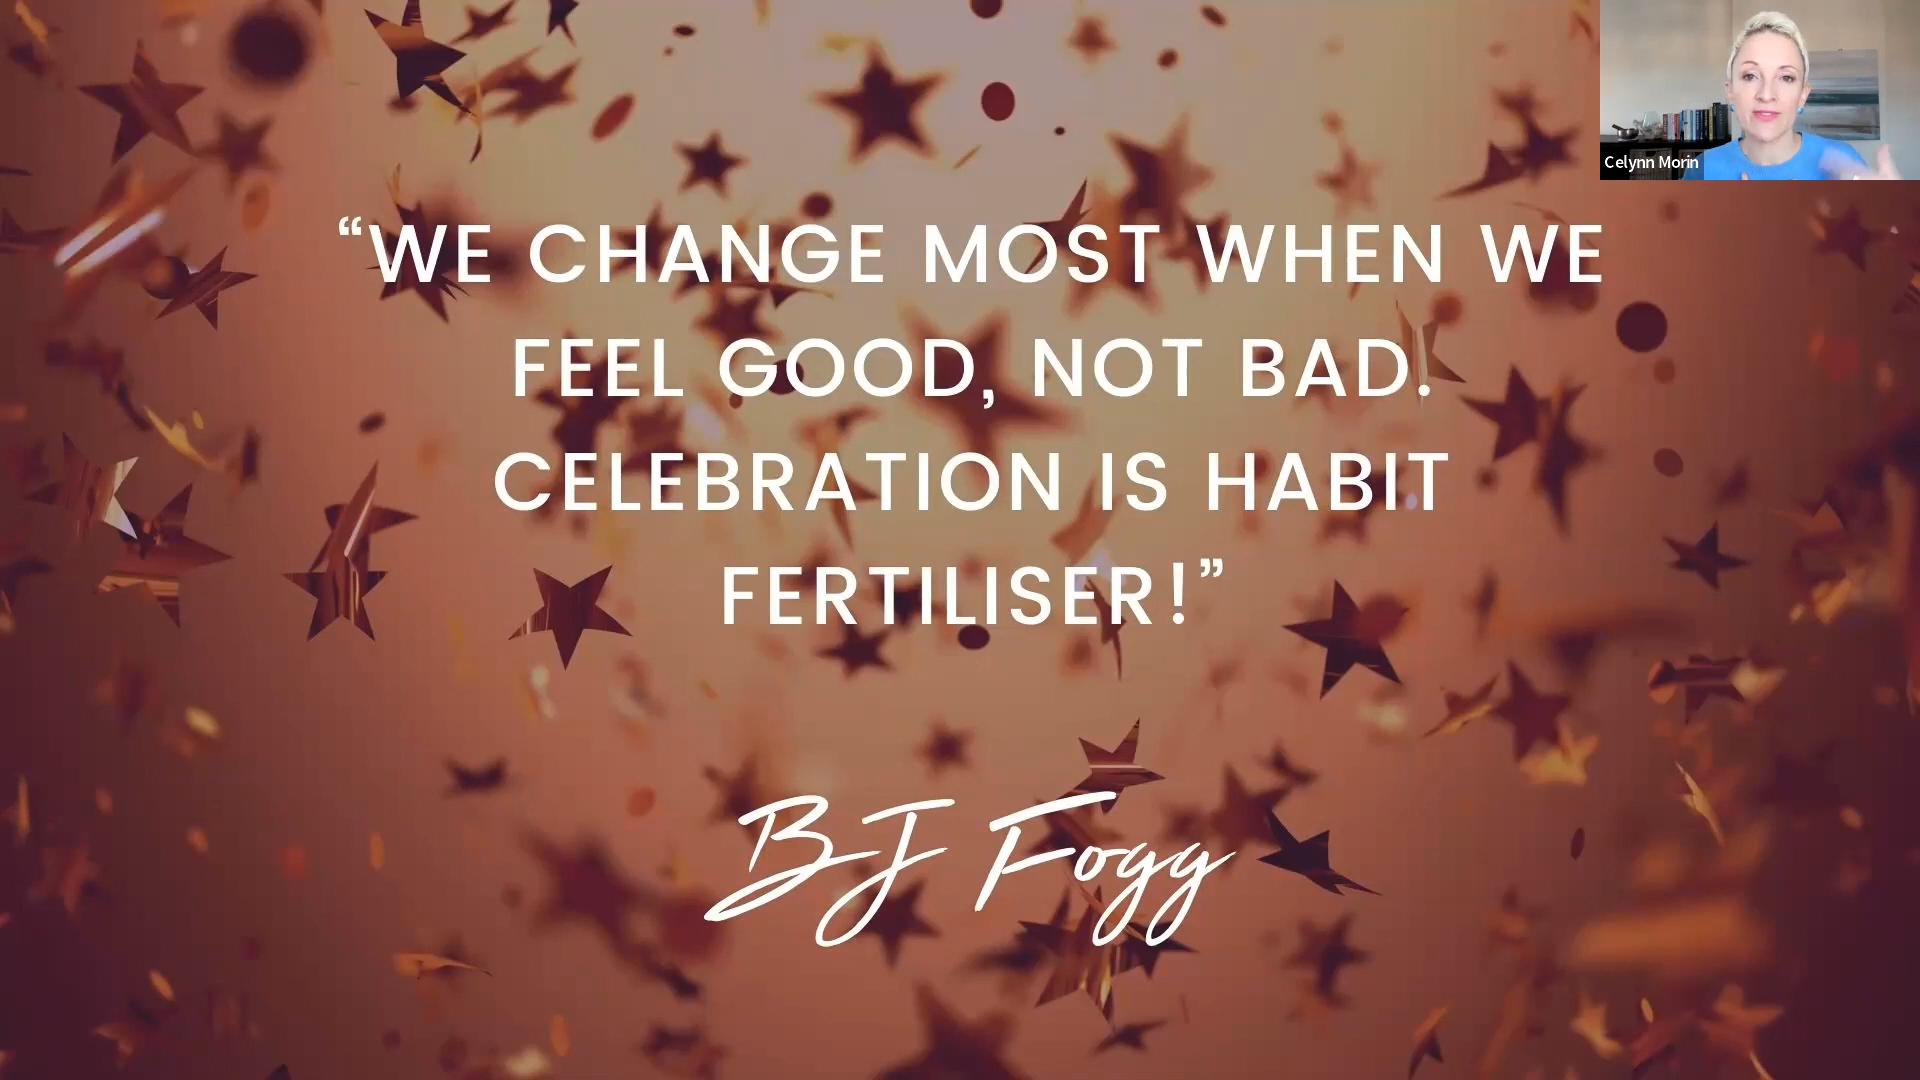 Celynn Morin
“WE CHANGE MOST WHEN WE
FEEL GOOD, NOT BAD.
CELEBRATION IS HABIT
FERTILISER!”
BJ Fogg